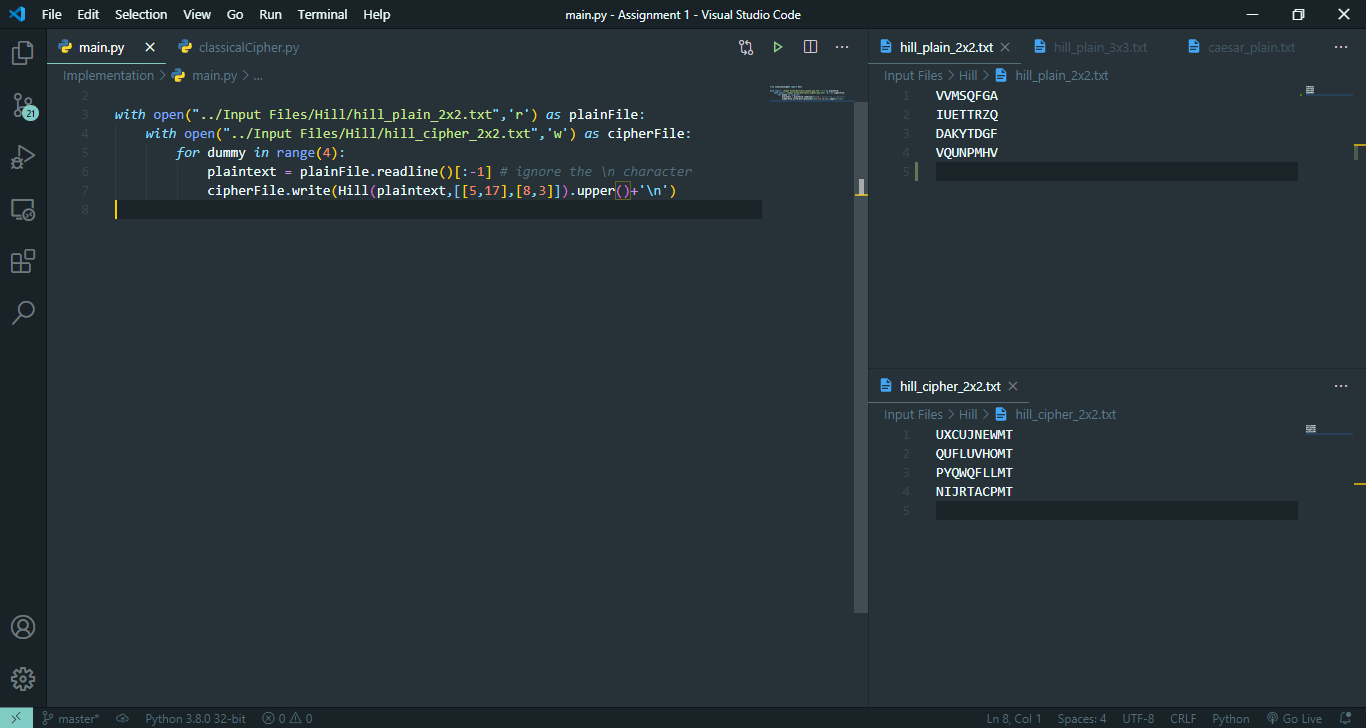 File Edit Selection View Go Run Terminal Help
main.py - Assignment 1 - Visual Studio Code
main.py
classicalCipher.py
Implementation > main.py > ...
2
3 with open("../Input Files/Hill/hill_plain_2x2.txt",'r') as plainFile:
4 with open("../Input Files/Hill/hill_cipher_2x2.txt",'w') as cipherFile:
5 for dummy in range(4):
6 plaintext = plainFile.readline()[:-1] # ignore the \n character
7 cipherFile.write(Hill(plaintext,[[5,17],[8,3]]).upper()+'\n')
8
hill_plain_2x2.txt
hill_plain_3x3.txt
caesar_plain.txt
Input Files > Hill > hill_plain_2x2.txt
1 VVMSQFGA
2 IUETTRZQ
3 DAKYTDGF
4 VQUNPMHV
5
hill_cipher_2x2.txt
Input Files > Hill > hill_cipher_2x2.txt
1 UXCUJNEWMT
2 QUFLUVHOMT
3 PYQWQFLLMT
4 NIJRTACPMT
5
21
master* Python 3.8.0 32-bit 0 0 Ln 8, Col 1 Spaces: 4 UTF-8 CRLF Python Go Live